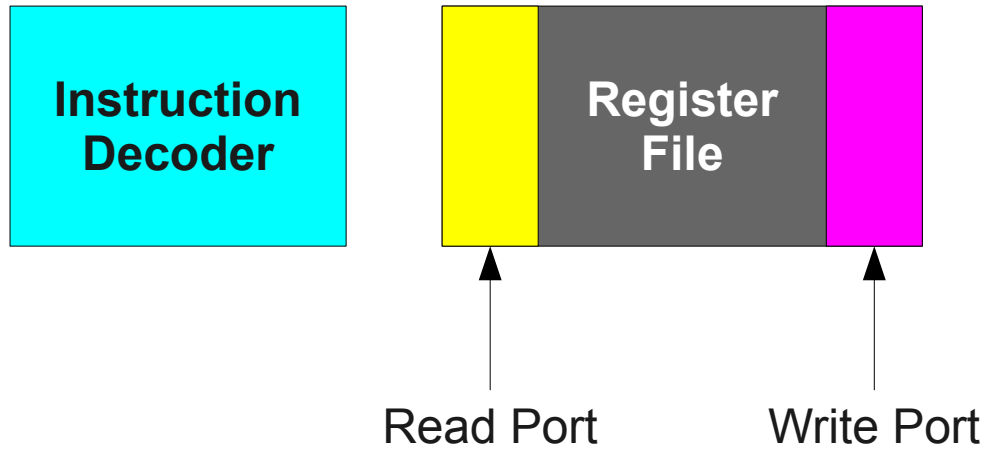 Instruction
Decoder
Register
File
Read Port
Write Port